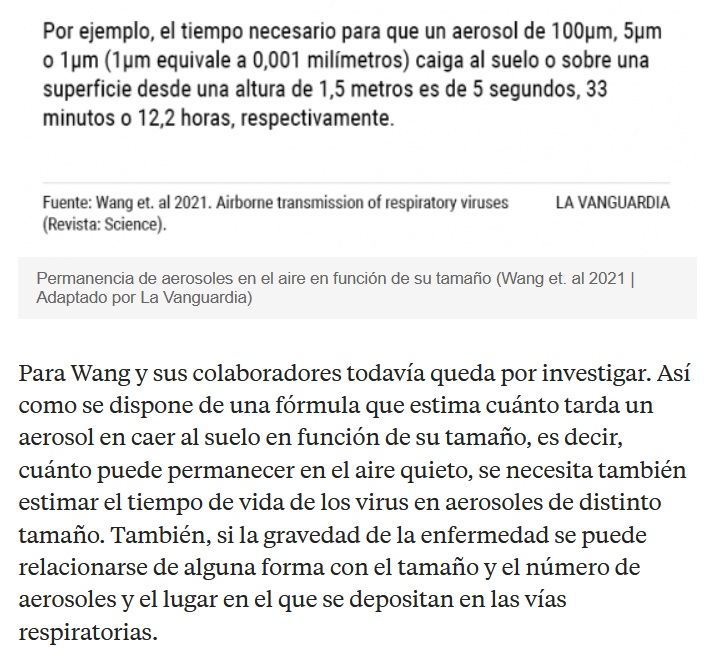 Por ejemplo, el tiempo necesario para que un aerosol de 100μm, 5μm
o 1μm (1μm equivale a 0,001 milímetros) caiga al suelo o sobre una
superficie desde una altura de 1,5 metros es de 5 segundos, 33
minutos o 12,2 horas, respectivamente.
Fuente: Wang et. al 2021. Airborne transmission of respiratory viruses
(Revista: Science).
LA VANGUARDIA
Permanencia de aerosoles en el aire en función de su tamaño (Wang et. al 2021 |
Adaptado por La Vanguardia)
Para Wang y sus colaboradores todavía queda por investigar. Así
como se dispone de una fórmula que estima cuánto tarda un
aerosol en caer al suelo en función de su tamaño, es decir,
cuánto puede permanecer en el aire quieto, se necesita también
estimar el tiempo de vida de los virus en aerosoles de distinto
tamaño. También, si la gravedad de la enfermedad se puede
relacionarse de alguna forma con el tamaño y el número de
aerosoles y el lugar en el que se depositan en las vías
respiratorias.